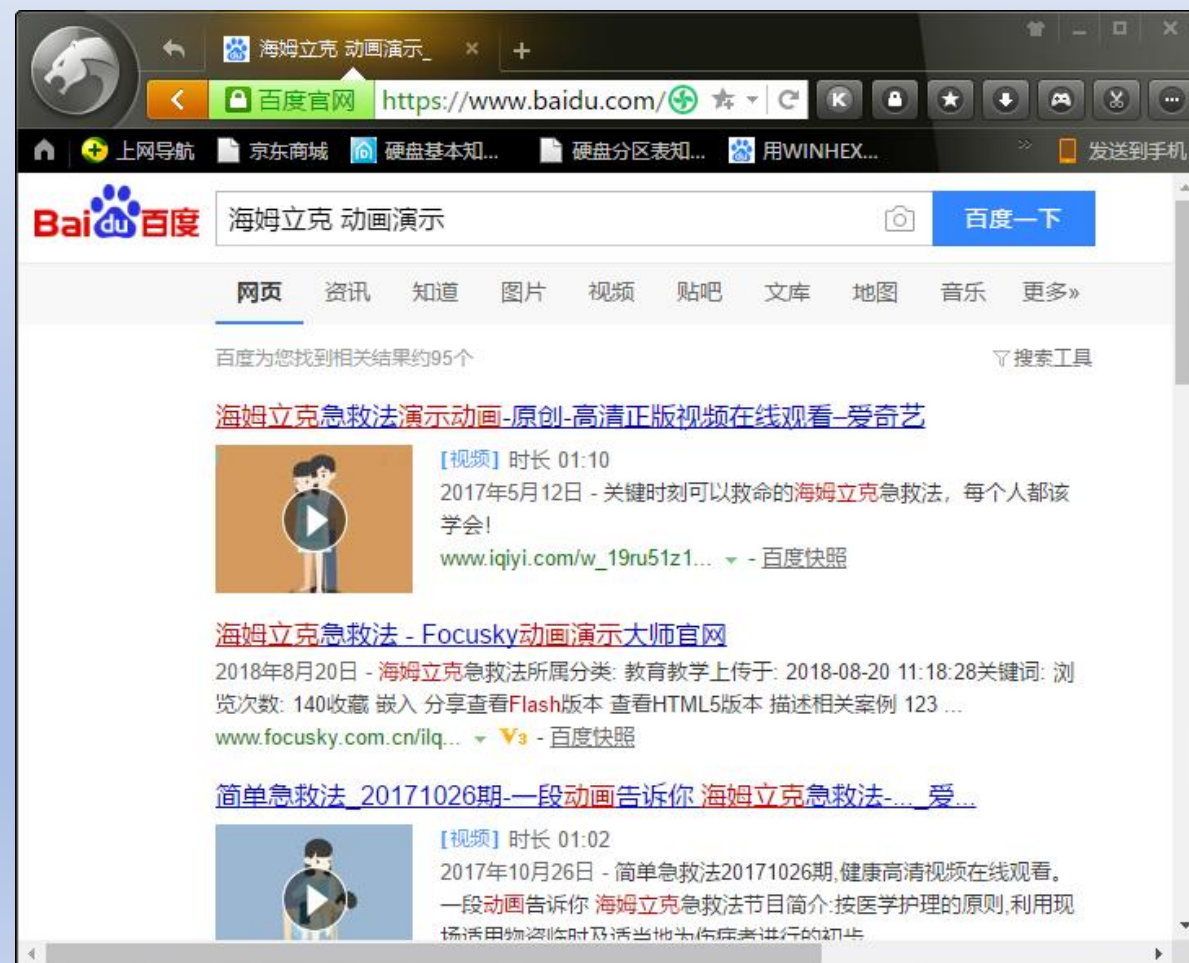 海姆立克 动画演示_
百度官网 https://www.baidu.com/
上网导航 京东商城 硬盘基本知... 硬盘分区表知... 用WINHEX... 发送到手机
Bai du 百度 海姆立克 动画演示 百度一下
网页 资讯 知道 图片 视频 贴吧 文库 地图 音乐 更多»
百度为您找到相关结果约95个 搜索工具
海姆立克急救法演示动画-原创-高清正版视频在线观看–爱奇艺
[视频] 时长 01:10
2017年5月12日 - 关键时刻可以救命的海姆立克急救法，每个人都该
学会!
www.iqiyi.com/w_19ru51z1... - 百度快照
海姆立克急救法 - Focusky动画演示大师官网
2018年8月20日 - 海姆立克急救法所属分类: 教育教学上传于: 2018-08-20 11:18:28关键词: 浏
览次数: 140收藏 嵌入 分享查看Flash版本 查看HTML5版本 描述相关案例 123 ...
www.focusky.com.cn/ilq... V3 - 百度快照
简单急救法_20171026期-一段动画告诉你 海姆立克急救法-..._爱...
[视频] 时长 01:02
2017年10月26日 - 简单急救法20171026期,健康高清视频在线观看。
一段动画告诉你 海姆立克急救法节目简介:按医学护理的原则,利用现
场适用物资临时及适当地为伤病者进行的初步